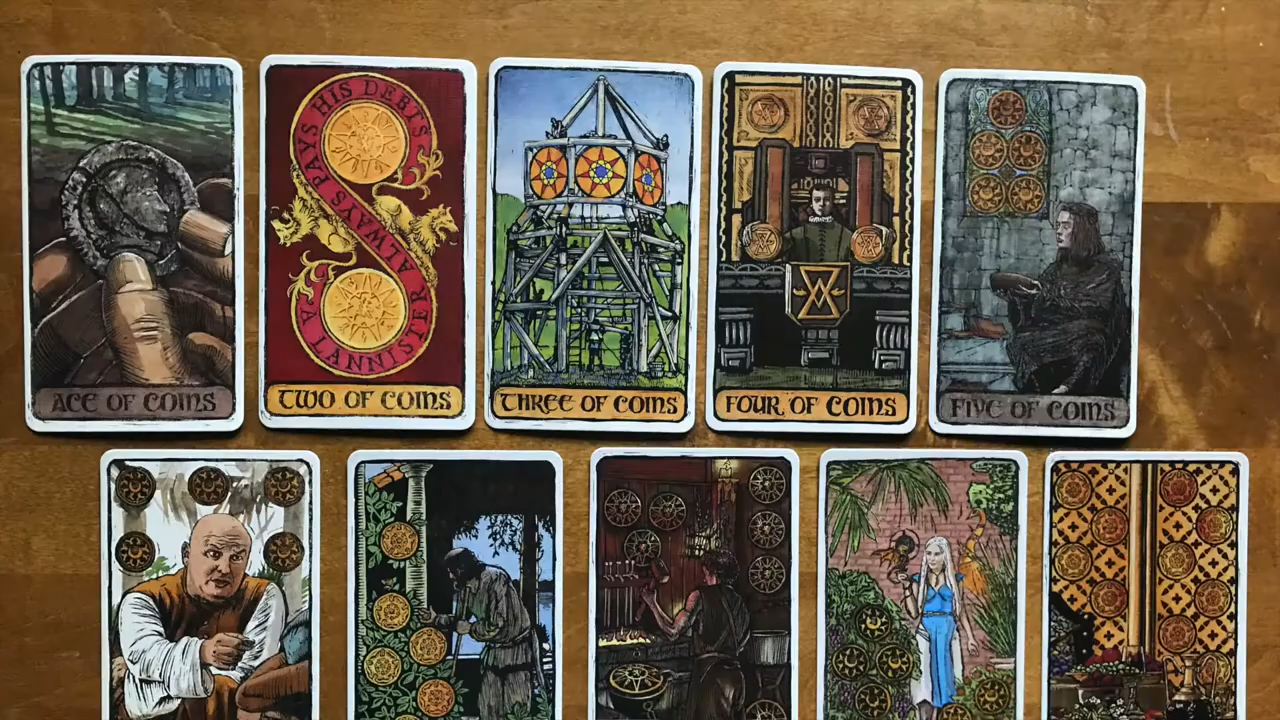 A LANNISTER ALWAYS PAYS HIS DEBTS
ACE OF COINS
TWO OF COINS
THREE OF COINS
FOUR OF COINS
FIVE OF COINS